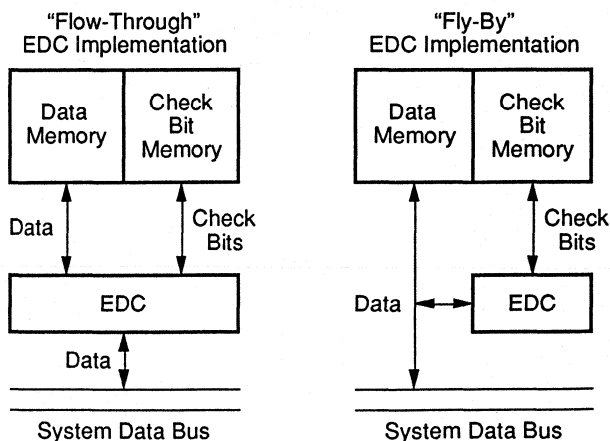 "Flow-Through"
EDC Implementation
Data
Memory
Check
Bit
Memory
Data
Check
Bits
EDC
Data
System Data Bus
"Fly-By"
EDC Implementation
Data
Memory
Check
Bit
Memory
Check
Bits
Data
EDC
System Data Bus